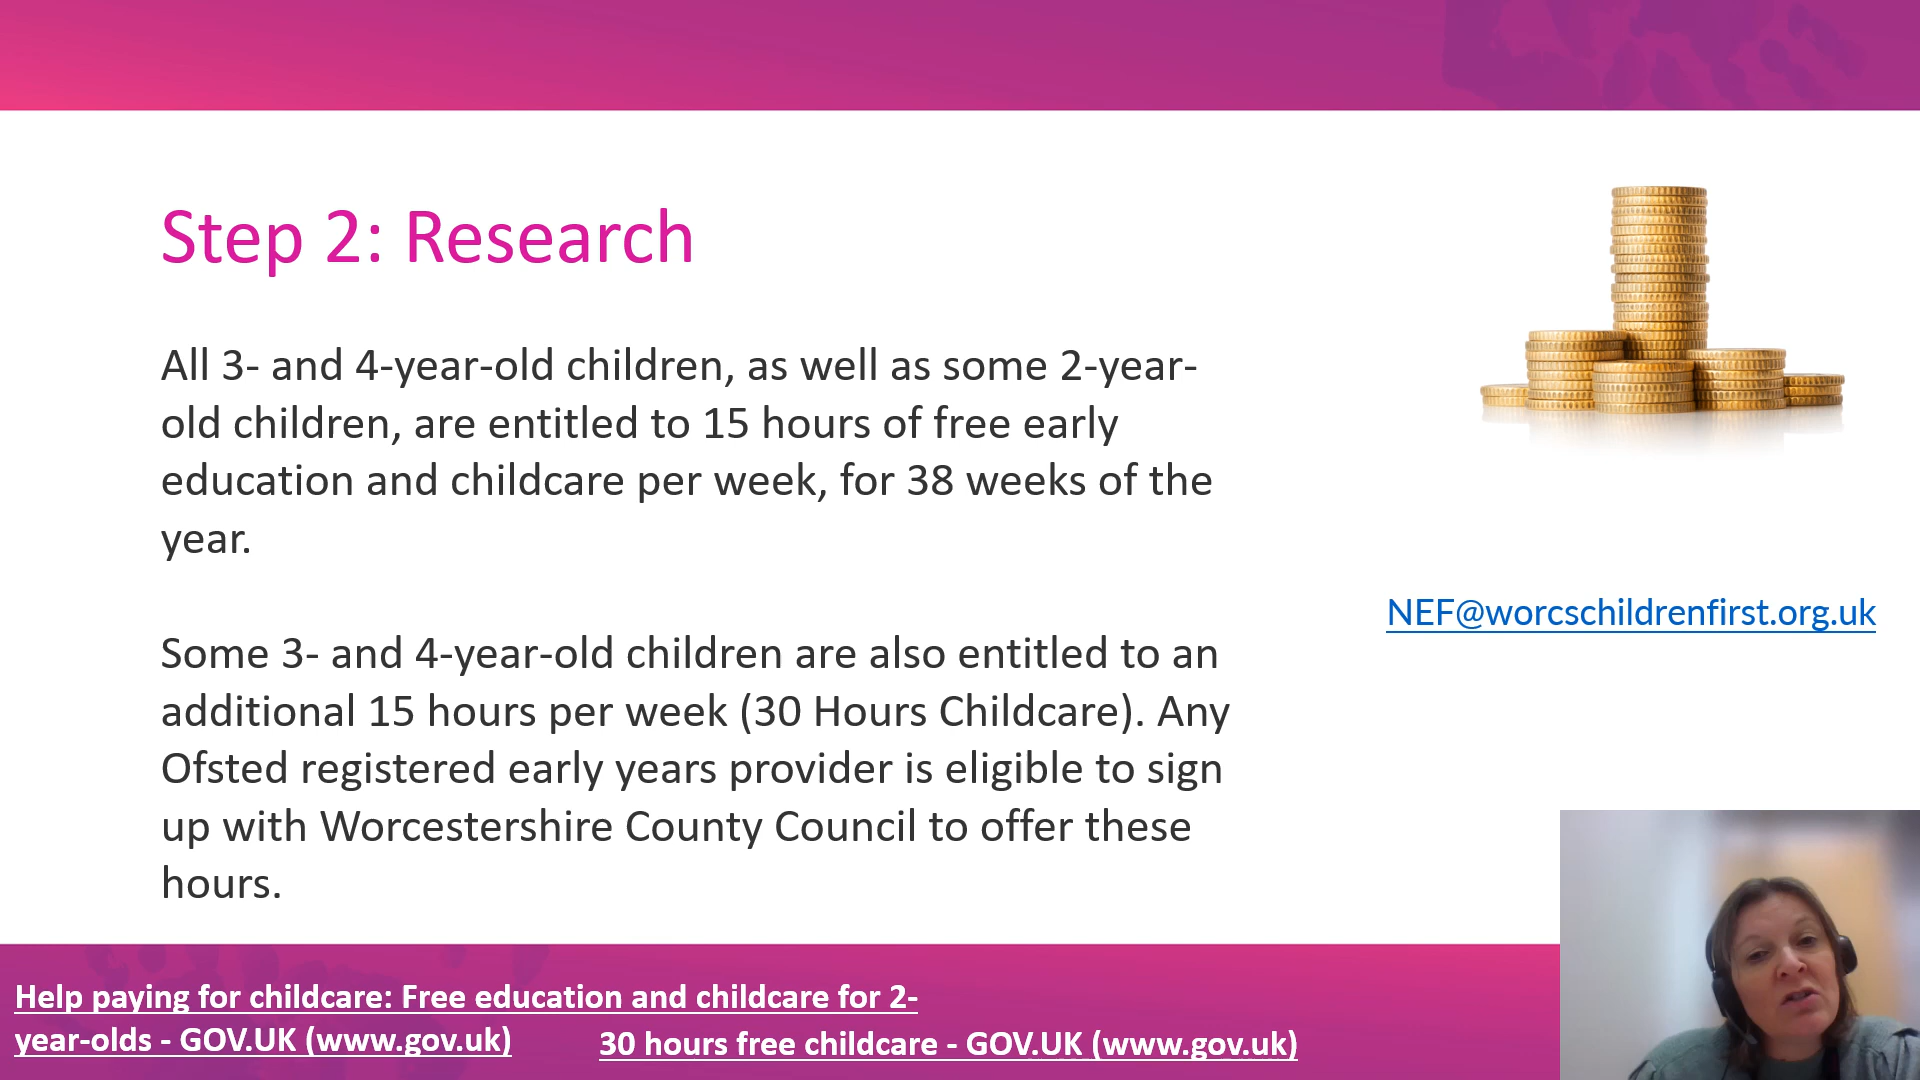 Step 2: Research
All 3- and 4-year-old children, as well as some 2-year-
old children, are entitled to 15 hours of free early
education and childcare per week, for 38 weeks of the
year.
Some 3- and 4-year-old children are also entitled to an
additional 15 hours per week (30 Hours Childcare). Any
Ofsted registered early years provider is eligible to sign
up with Worcestershire County Council to offer these
hours.
NEF@worcschildrenfirst.org.uk
Help paying for childcare: Free education and childcare for 2-
year-olds - GOV.UK (www.gov.uk)
30 hours free childcare - GOV.UK (www.gov.uk)